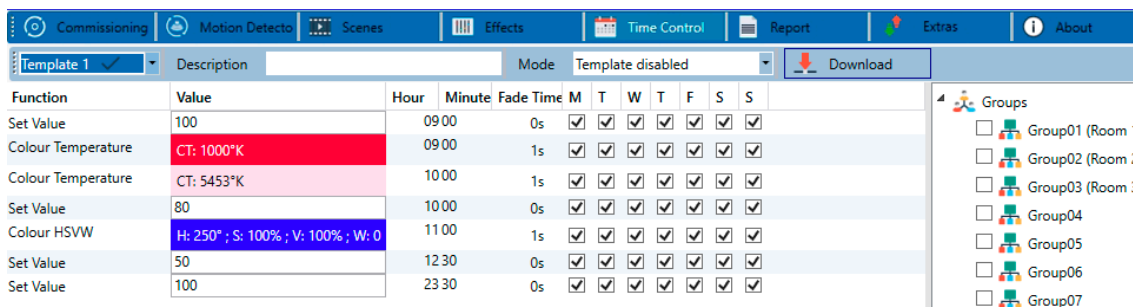 Commissioning Motion Detecto Scenes Effects Time Control Report Extras About
Template 1 Description Mode Template disabled Download
Function Value Hour Minute Fade Time M T W T F S S
Groups
Set Value 100 09 00 0s
Group01 (Room 1
Colour Temperature CT: 1000°K 09 00 1s
Group02 (Room 2
Colour Temperature CT: 5453°K 10 00 1s
Group03 (Room 3
Set Value 80 10 00 0s
Group04
Colour HSVW H: 250° ; S: 100% ; V: 100% ; W: 0 11 00 1s
Group05
Set Value 50 12 30 0s
Group06
Set Value 100 23 30 0s
Group07